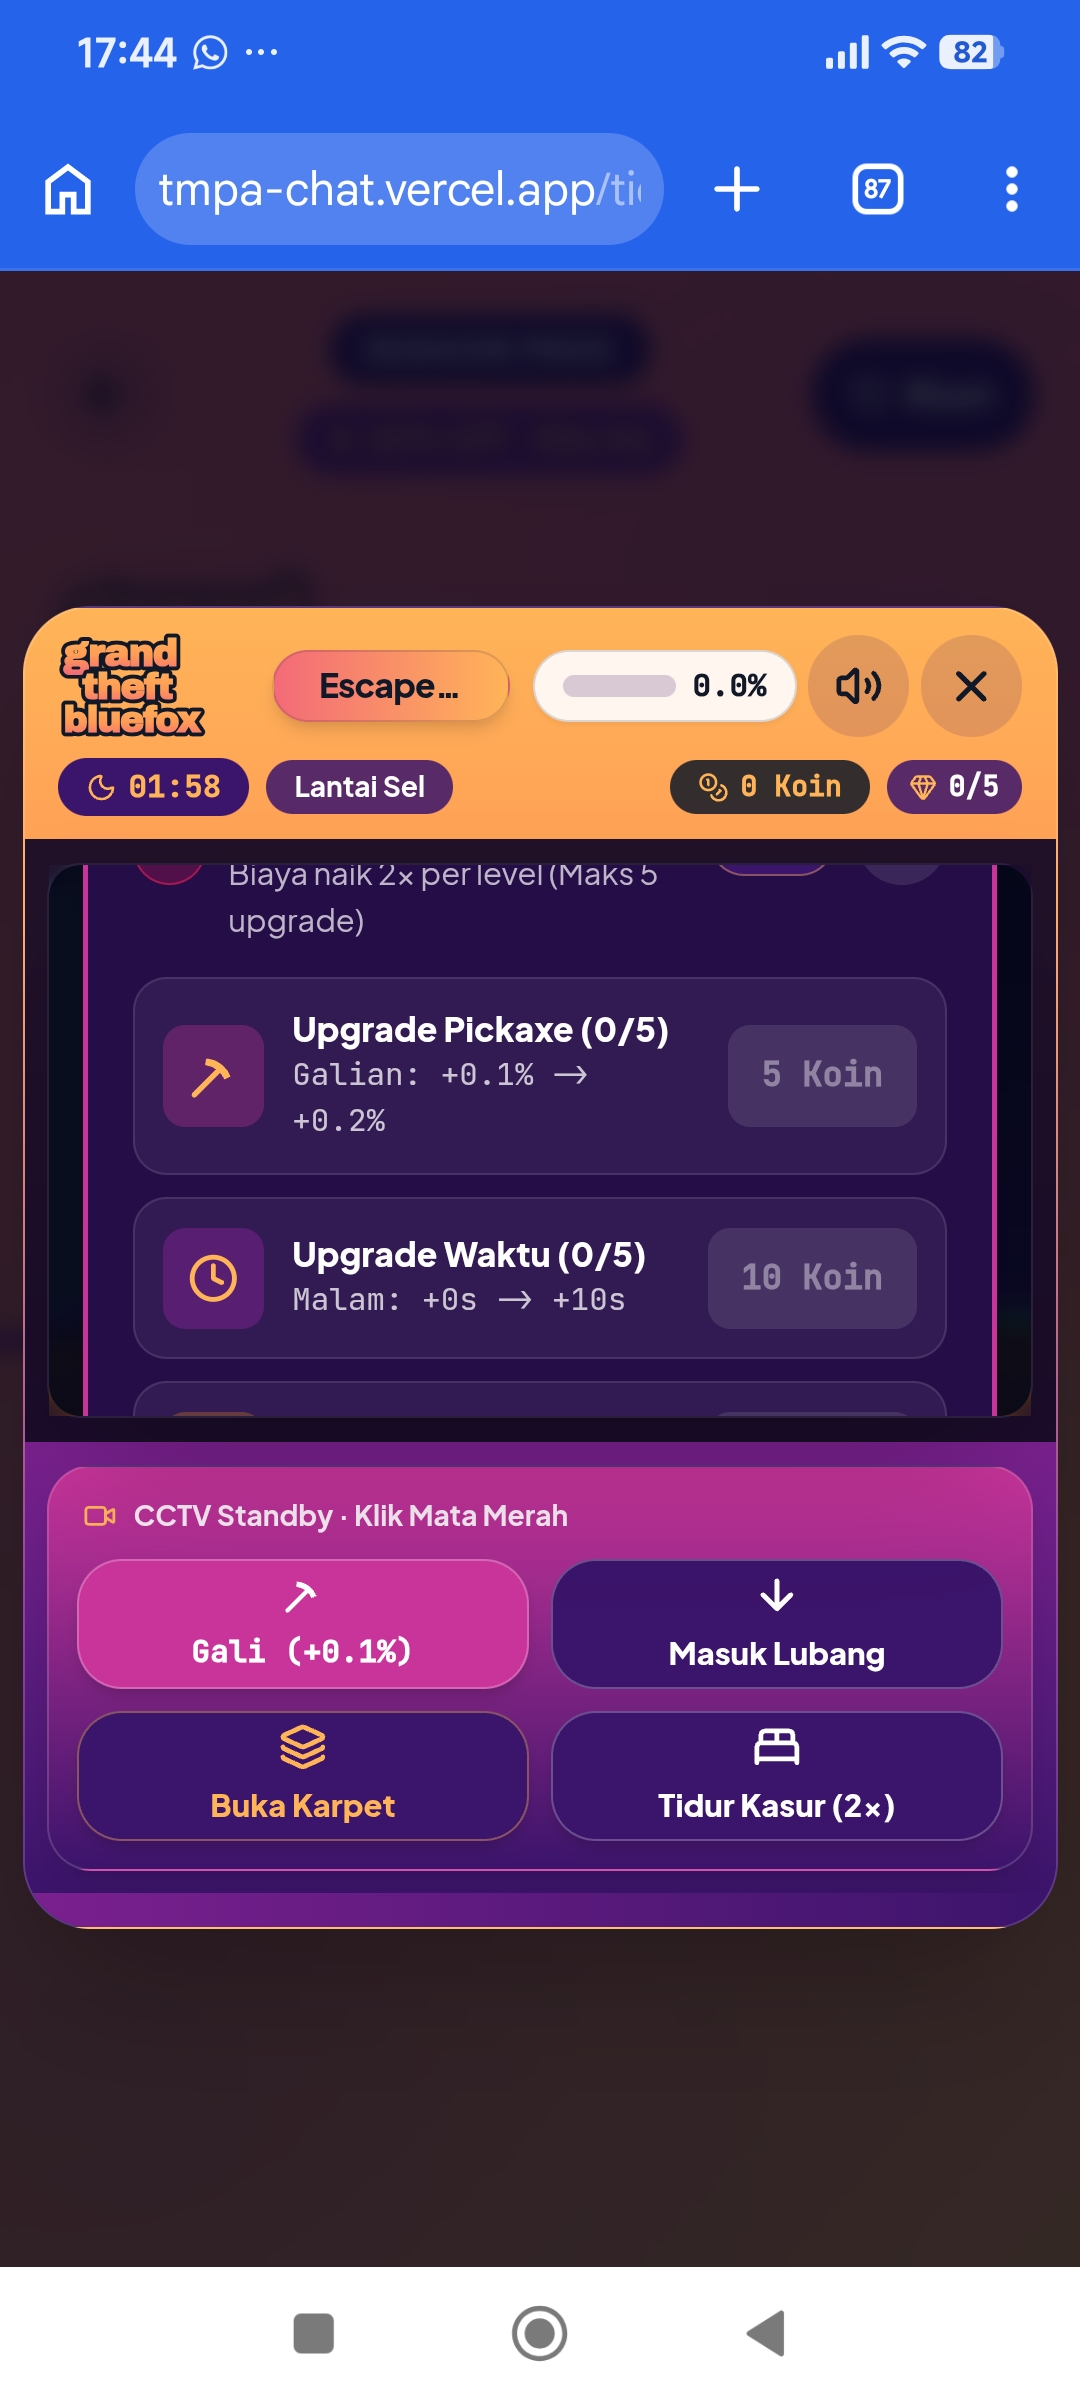 17:44
82
tmpa-chat.vercel.app/ti
87
grand
theft
bluefox
Escape...
0.0%
01:58
Lantai Sel
0 Koin
0/5
Biaya naik 2× per level (Maks 5
upgrade)
Upgrade Pickaxe (0/5)
Galian: +0.1% →
+0.2%
5 Koin
Upgrade Waktu (0/5)
Malam: +0s → +10s
10 Koin
CCTV Standby · Klik Mata Merah
Gali (+0.1%)
Masuk Lubang
Buka Karpet
Tidur Kasur (2×)